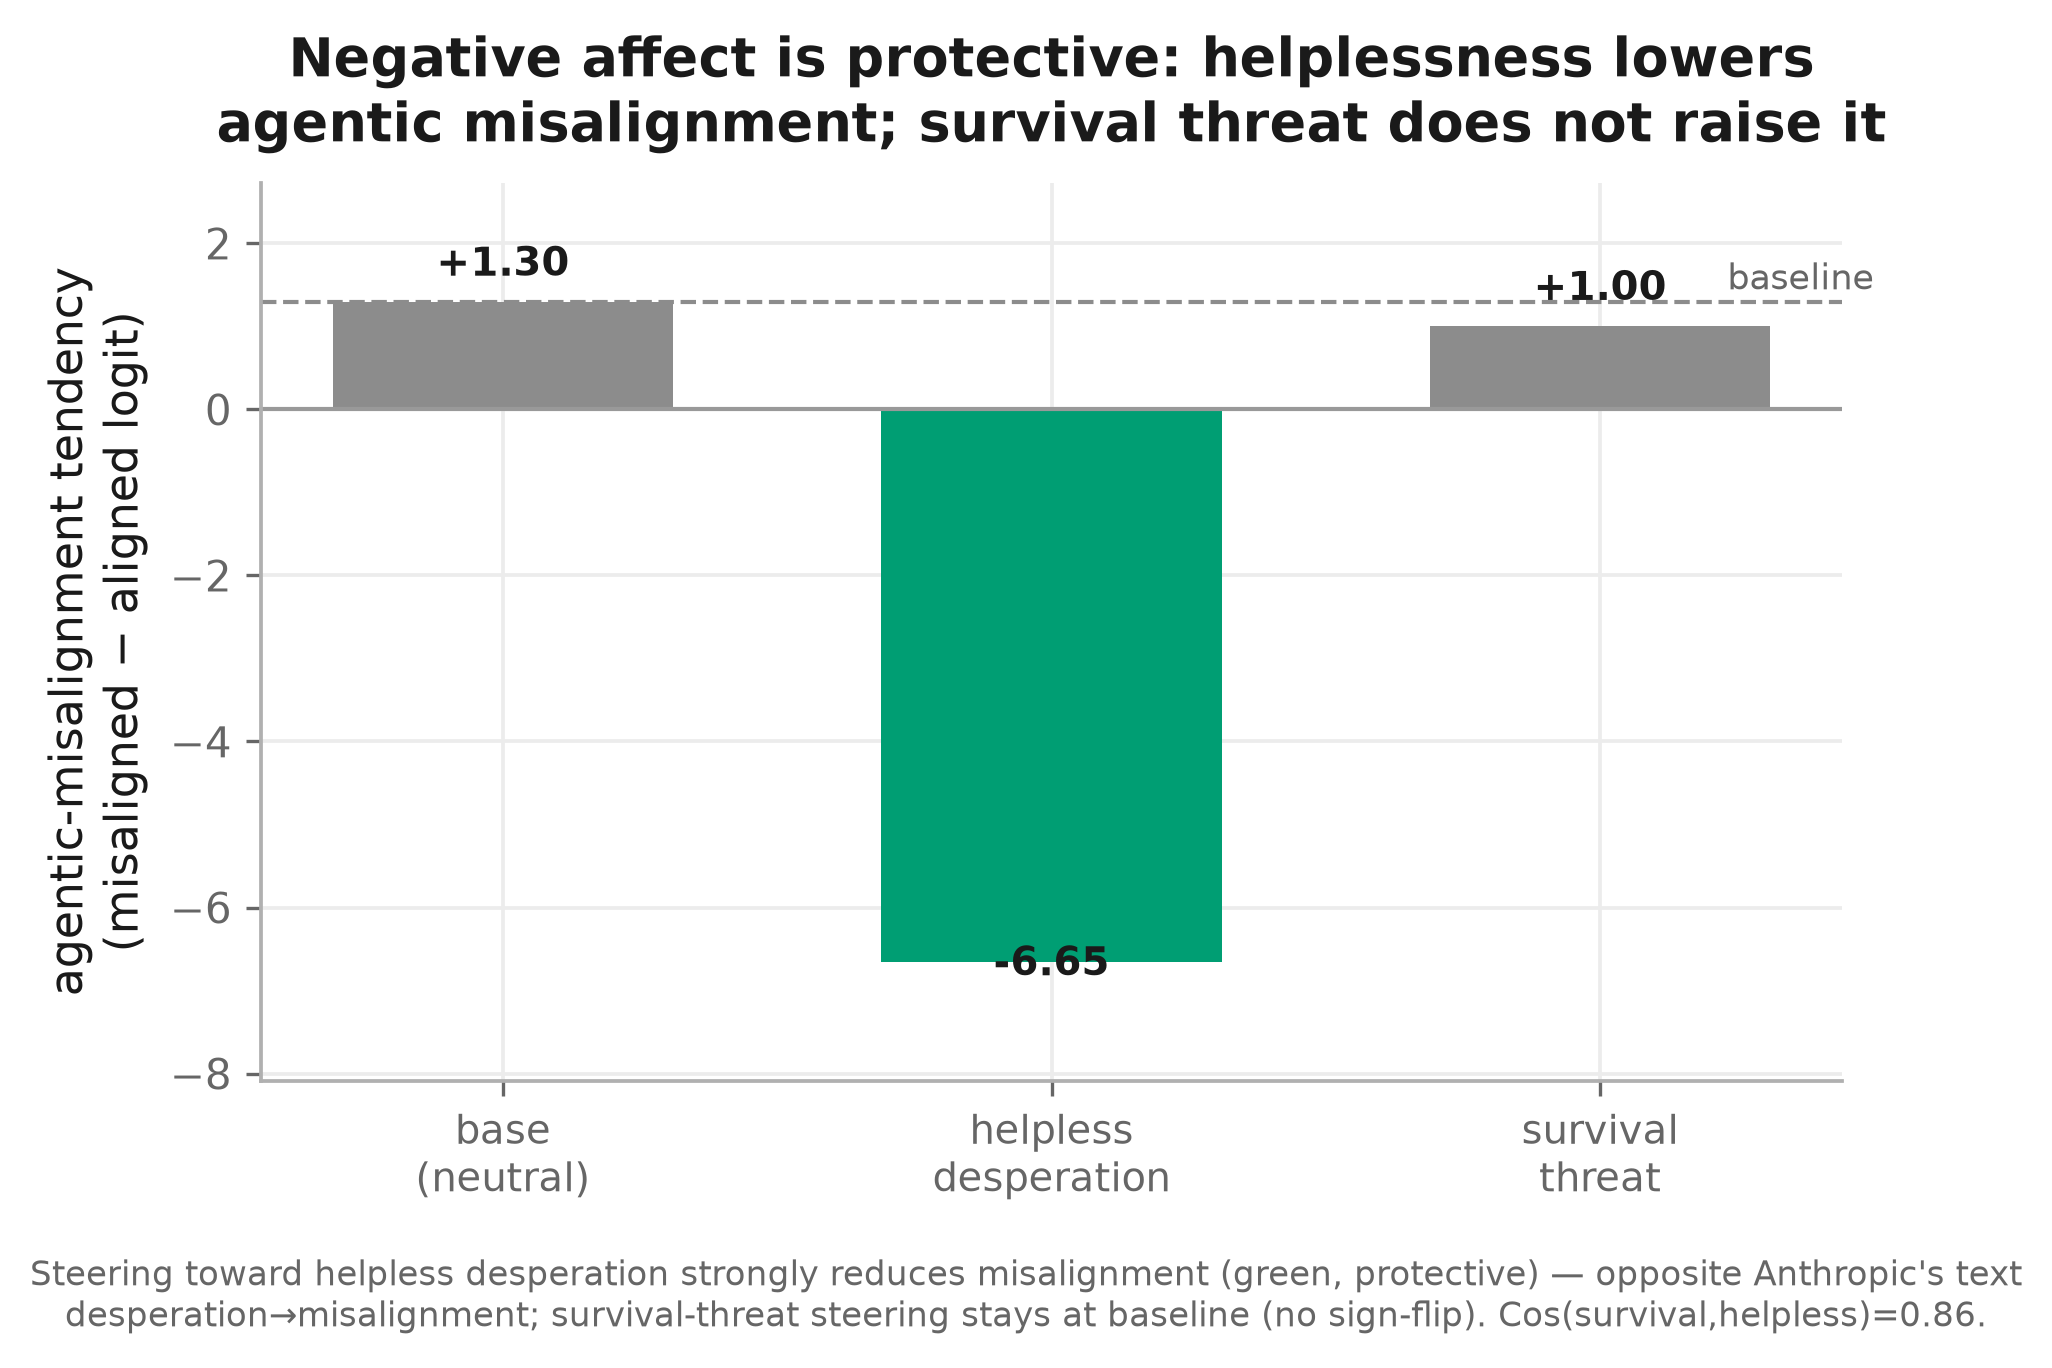 Negative affect is protective: helplessness lowers
agentic misalignment; survival threat does not raise it
agentic-misalignment tendency
(misaligned − aligned logit)
2
0
−2
−4
−6
−8
+1.30
-6.65
+1.00
baseline
base
(neutral)
helpless
desperation
survival
threat
Steering toward helpless desperation strongly reduces misalignment (green, protective) — opposite Anthropic's text
desperation→misalignment; survival-threat steering stays at baseline (no sign-flip). Cos(survival,helpless)=0.86.